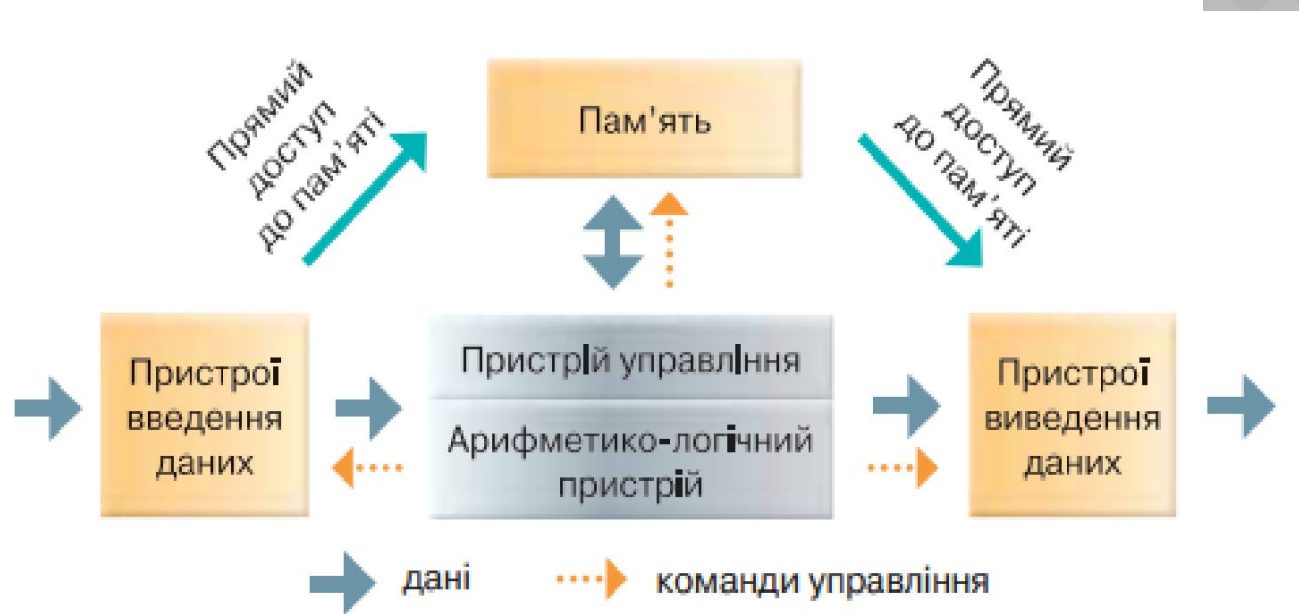 Прямий
доступ
до пам’яті
Пам’ять
Прямий
доступ
до пам’яті
Пристрої
введення
даних
Пристрій управління
Арифметико-логічний
пристрій
Пристрої
виведення
даних
дані
команди управління